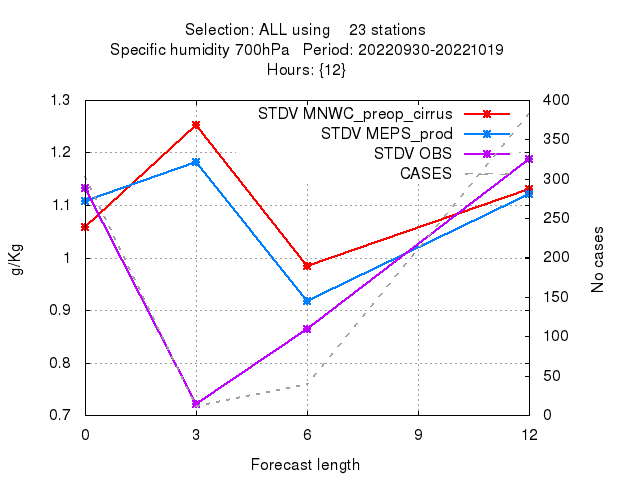 Selection: ALL using    23 stations
Specific humidity 700hPa   Period: 20220930-20221019
Hours: {12}
STDV MNWC_preop_cirrus
STDV MEPS_prod
STDV OBS
CASES
1.3
1.2
1.1
1
0.9
0.8
0.7
g/Kg
400
350
300
250
200
150
100
50
0
No cases
0
3
6
9
12
Forecast length